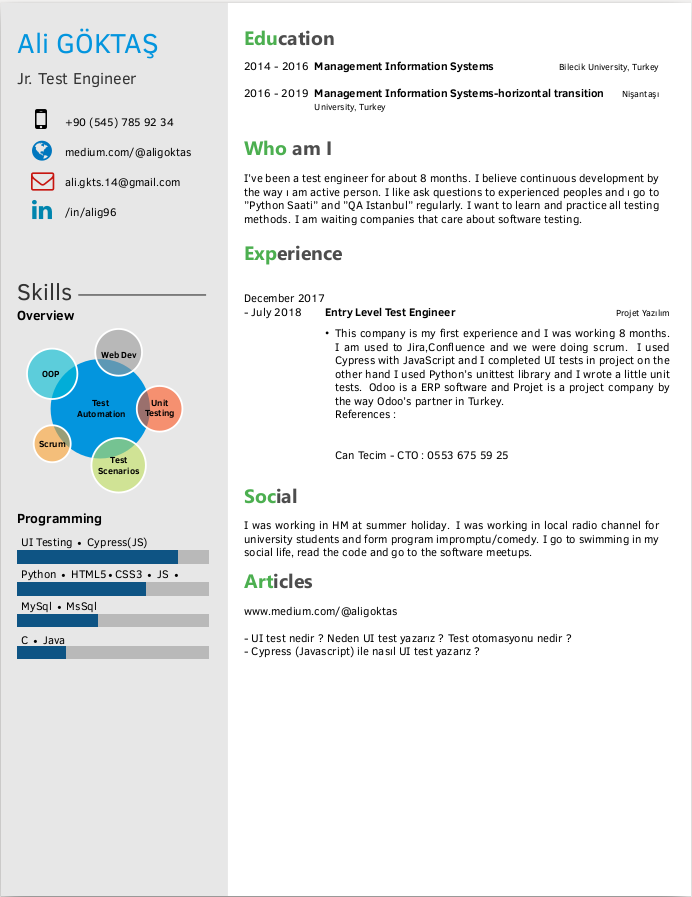 Ali GÖKTAŞ
Jr. Test Engineer
+90 (545) 785 92 34
medium.com/@aligoktas
ali.gkts.14@gmail.com
in
/in/alig96
Skills
Overview
Web Dev
OOP
Test
Automation
Unit
Testing
Scrum
Test
Scenarios
Programming
UI Testing • Cypress(JS)
Python • HTML5•CSS3 • JS •
MySql • MsSql
C • Java
Education
2014 - 2016 Management Information Systems Bilecik University, Turkey
2016 - 2019 Management Information Systems-horizontal transition Nişantaşı
University, Turkey
Who am I
I've been a test engineer for about 8 months. I believe continuous development by
the way ı am active person. I like ask questions to experienced peoples and ı go to
"Python Saati" and "QA Istanbul" regularly. I want to learn and practice all testing
methods. I am waiting companies that care about software testing.
Experience
December 2017
- July 2018 Entry Level Test Engineer Projet Yazılım
• This company is my first experience and I was working 8 months.
I am used to Jira,Confluence and we were doing scrum. I used
Cypress with JavaScript and I completed UI tests in project on the
other hand I used Python's unittest library and I wrote a little unit
tests. Odoo is a ERP software and Projet is a project company by
the way Odoo's partner in Turkey.
References :
Can Tecim - CTO : 0553 675 59 25
Social
I was working in HM at summer holiday. I was working in local radio channel for
university students and form program impromptu/comedy. I go to swimming in my
social life, read the code and go to the software meetups.
Articles
www.medium.com/@aligoktas
- UI test nedir ? Neden UI test yazarız ? Test otomasyonu nedir ?
- Cypress (Javascript) ile nasıl UI test yazarız ?